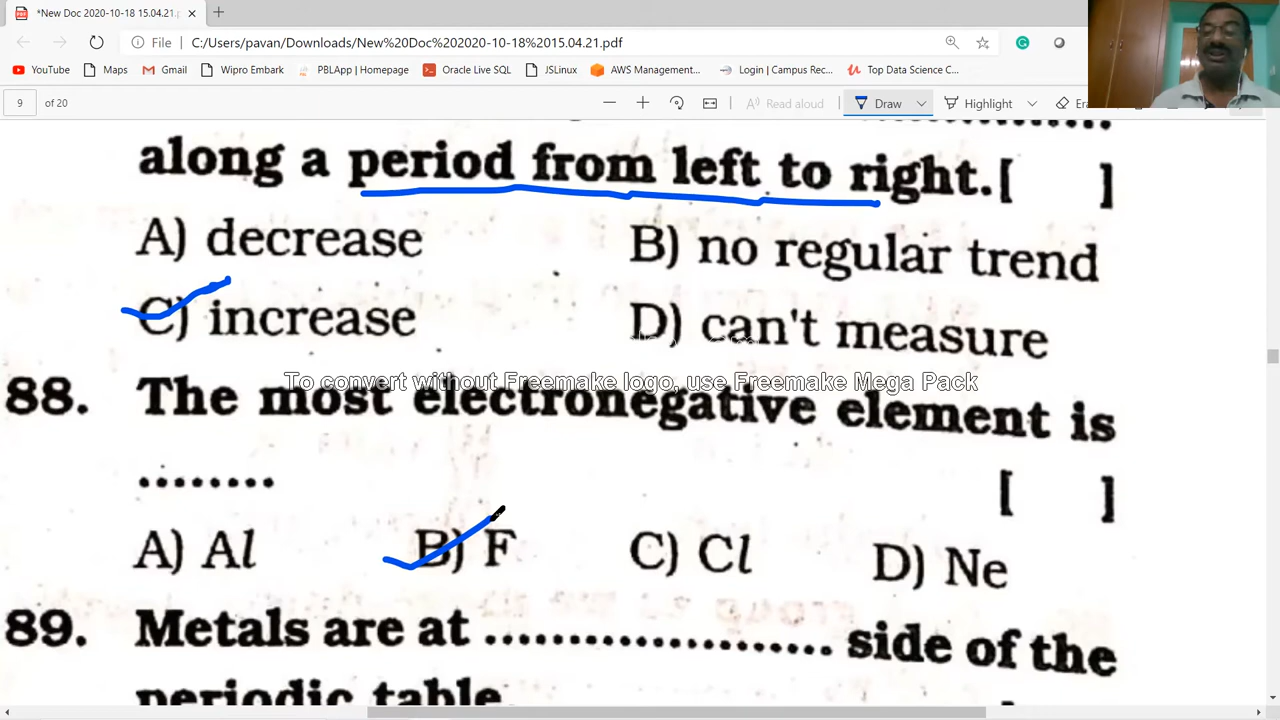 *New Doc 2020-10-18 15.04.21.p
File C:/Users/pavan/Downloads/New%20Doc%202020-10-18%2015.04.21.pdf
YouTube Maps Gmail Wipro Embark PBLApp | Homepage Oracle Live SQL JSLinux AWS Management... Login | Campus Rec... Top Data Science C...
9 of 20 Read aloud Draw Highlight Era
along a period from left to right. [ ]
A) decrease B) no regular trend
C) increase D) can't measure
To convert without Freemake logo, use Freemake Mega Pack
88. The most electronegative element is
........ [ ]
A) Al B) F C) Cl D) Ne
89. Metals are at ..................... side of the
periodic table.